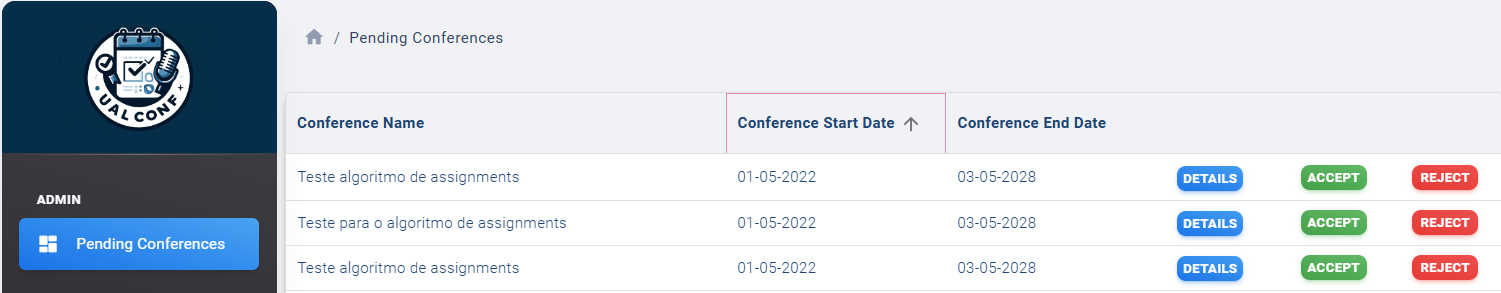 UAL CONF
/ Pending Conferences
Conference Name Conference Start Date Conference End Date
Teste algoritmo de assignments 01-05-2022 03-05-2028 DETAILS ACCEPT REJECT
ADMIN
Teste para o algoritmo de assignments 01-05-2022 03-05-2028 DETAILS ACCEPT REJECT
Pending Conferences
Teste algoritmo de assignments 01-05-2022 03-05-2028 DETAILS ACCEPT REJECT